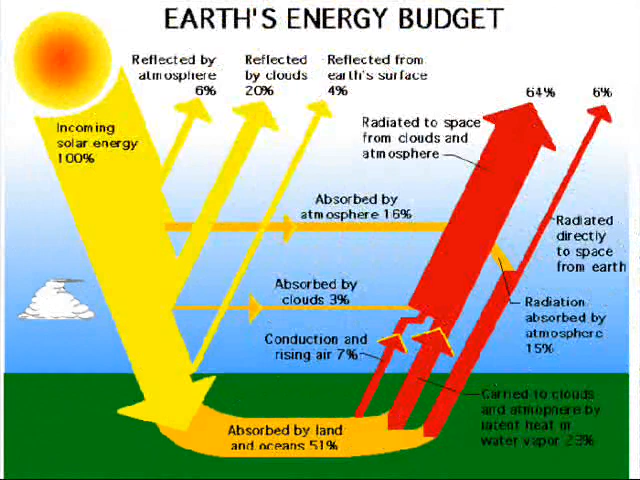 EARTH'S ENERGY BUDGET
Reflected by
atmosphere
6%
Reflected
by clouds
20%
Reflected from
earth's surface
4%
64%
6%
Incoming
solar energy
100%
Radiated to space
from clouds and
atmosphere
Absorbed by
atmosphere 16%
Radiated
directly
to space
from earth
Absorbed by
clouds 3%
Radiation
absorbed by
atmosphere
15%
Conduction and
rising air 7%
Carried to clouds
and atmophere by
latent heat in
water vapor 23%
Absorbed by land
and oceans 51%